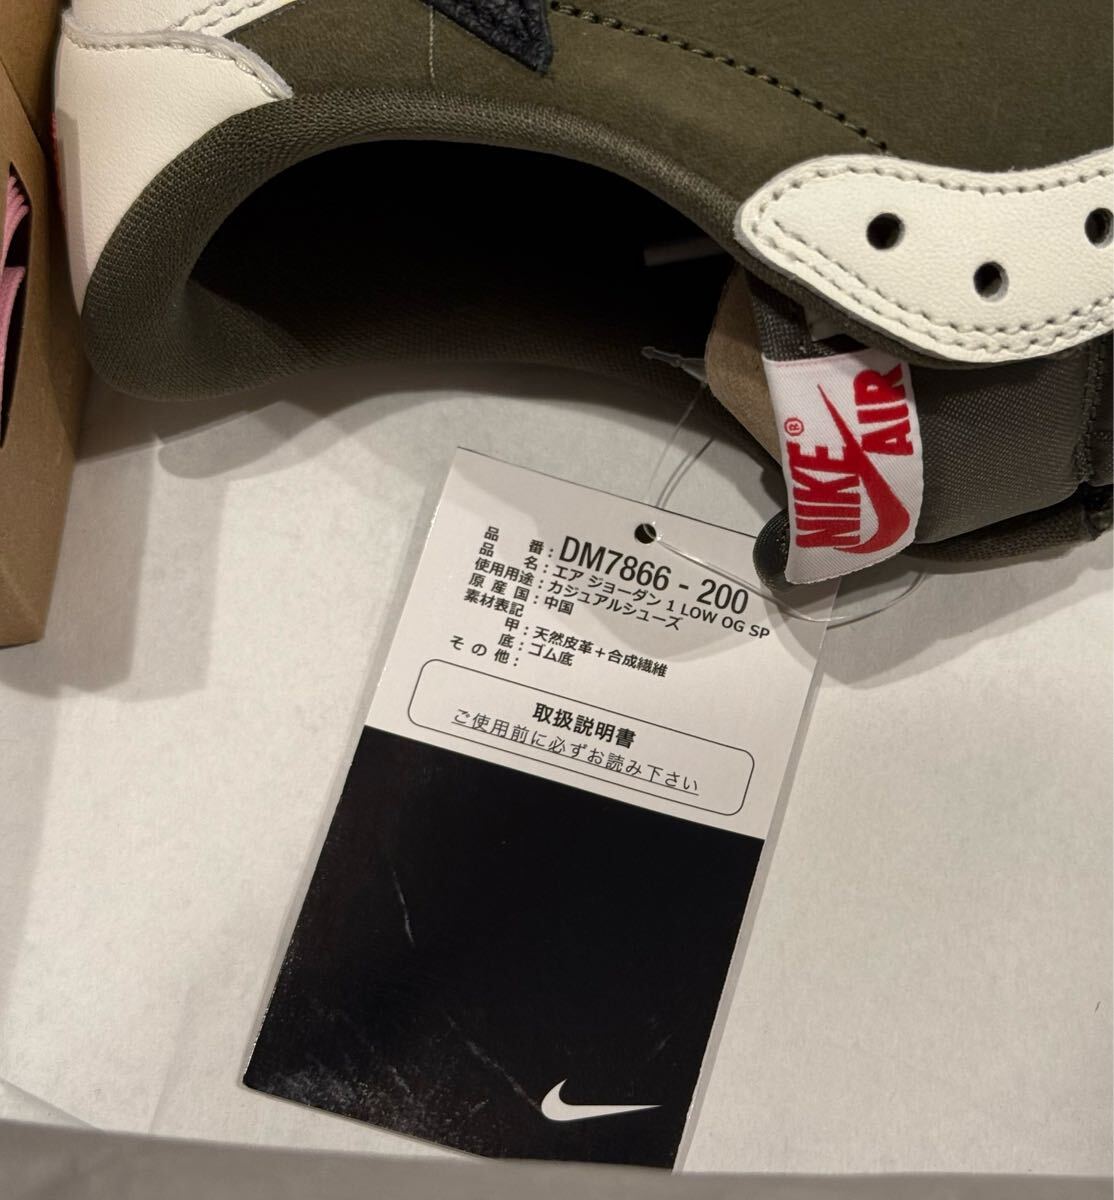 NIKE®
AIR
品番：DM7866 - 200
品名：エア ジョーダン 1 LOW OG SP
使用用途：カジュアルシューズ
原産国：中国
素材表記
甲：天然皮革＋合成繊維
底：ゴム底
その他：
取扱説明書
ご使用前に必ずお読み下さい